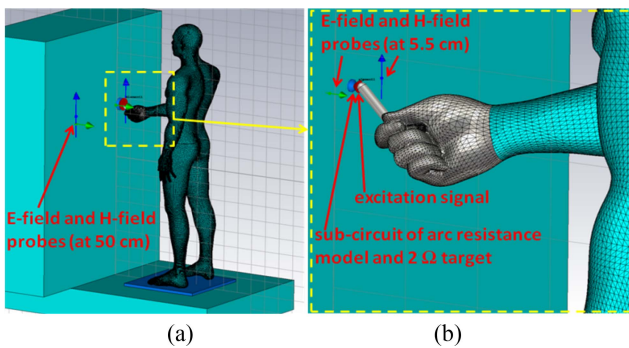 E-field and H-field
probes (at 50 cm)
(a)
E-field and H-field
probes (at 5.5 cm)
excitation signal
sub-circuit of arc resistance
model and 2 Ω target
(b)